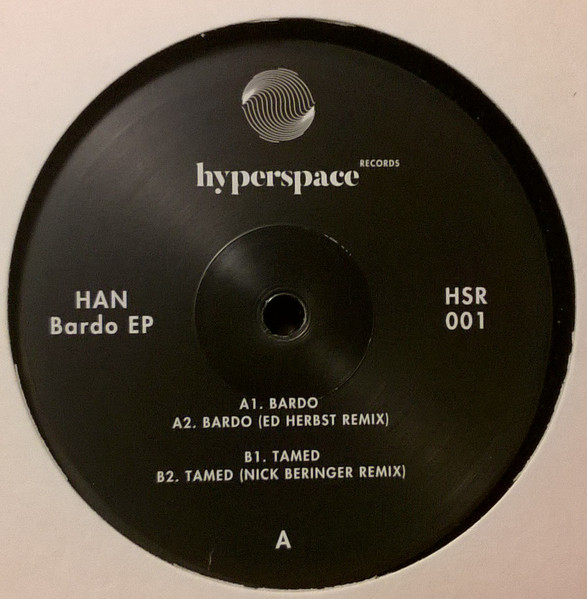 hyperspace RECORDS
HAN
Bardo EP
HSR
001
A1. BARDO
A2. BARDO (ED HERBST REMIX)
B1. TAMED
B2. TAMED (NICK BERINGER REMIX)
A